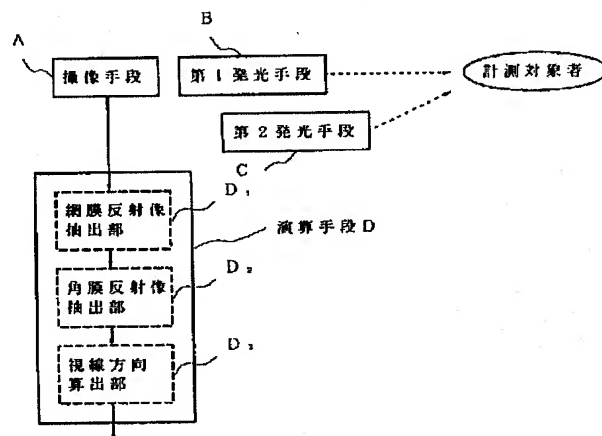 A
B
撮像手段
第1発光手段
計測対象者
第2発光手段
C
網膜反射像
抽出部
D₁
演算手段D
角膜反射像
抽出部
D₂
視線方向
算出部
D₃